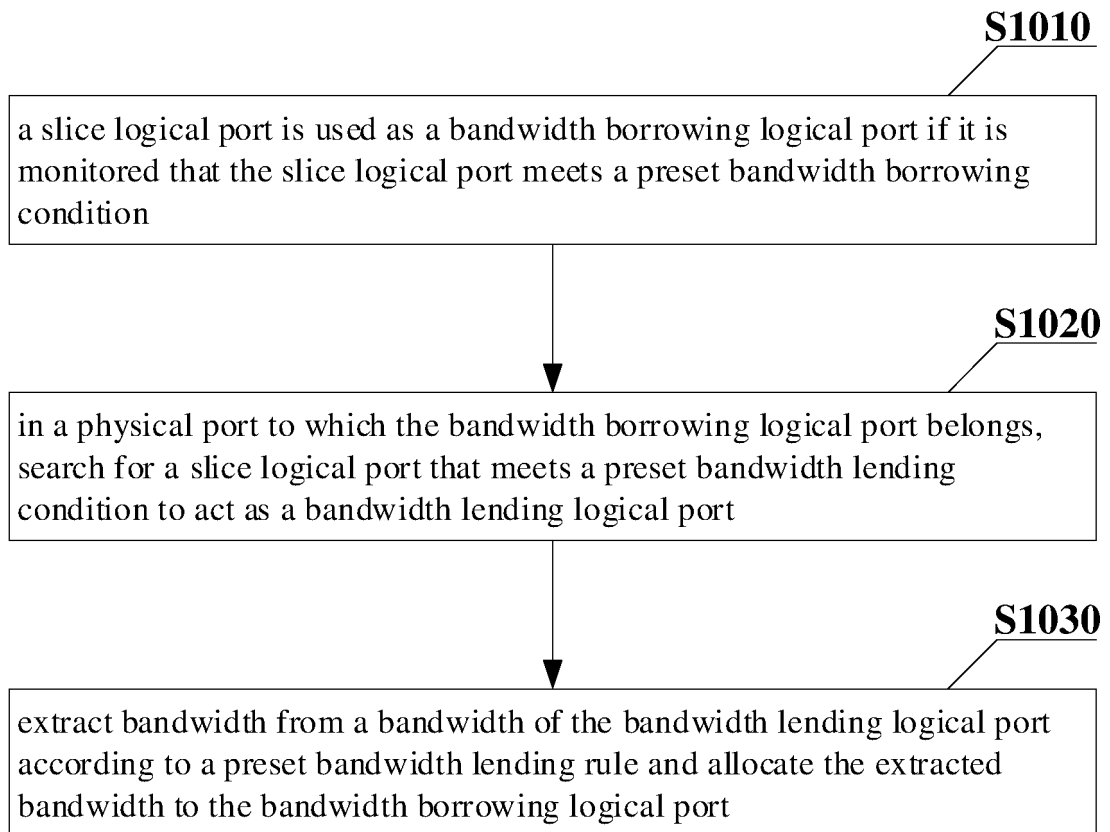 S1010
a slice logical port is used as a bandwidth borrowing logical port if it is
monitored that the slice logical port meets a preset bandwidth borrowing
condition
S1020
in a physical port to which the bandwidth borrowing logical port belongs,
search for a slice logical port that meets a preset bandwidth lending
condition to act as a bandwidth lending logical port
S1030
extract bandwidth from a bandwidth of the bandwidth lending logical port
according to a preset bandwidth lending rule and allocate the extracted
bandwidth to the bandwidth borrowing logical port